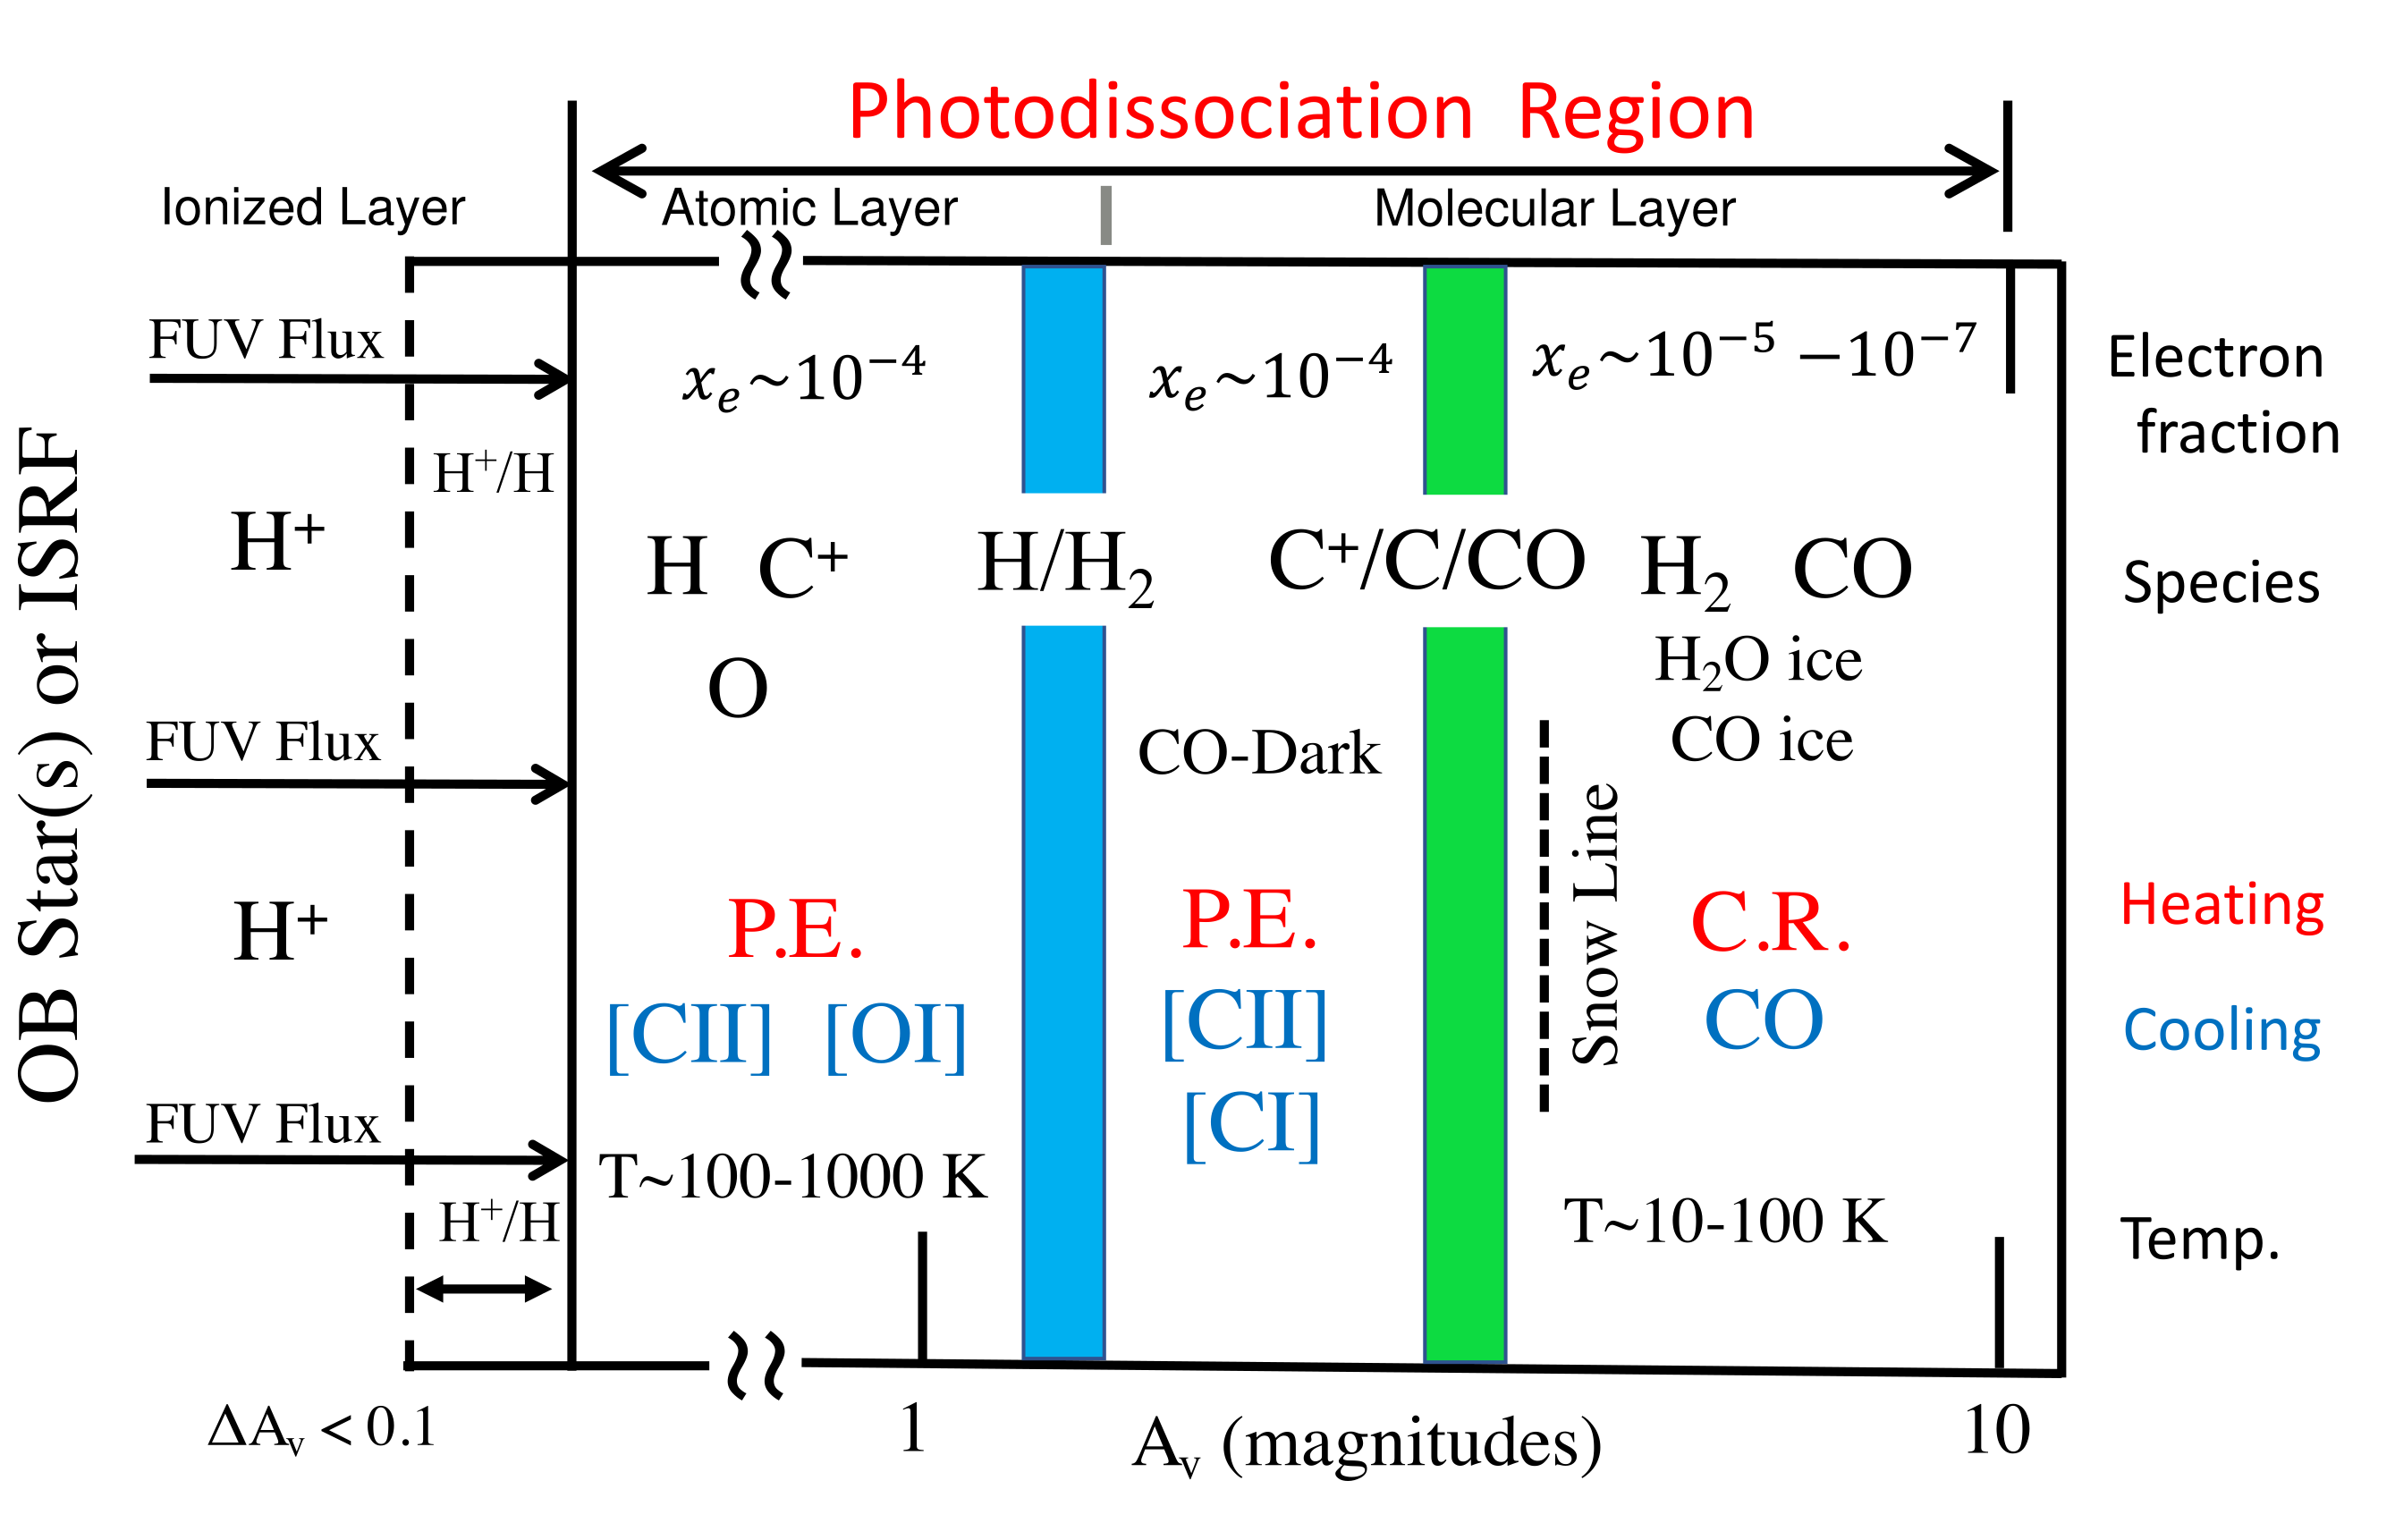 Photodissociation Region
Ionized Layer
Atomic Layer
Molecular Layer
OB Star(s) or ISRF
FUV Flux
H⁺/H
H⁺
FUV Flux
H⁺
FUV Flux
H⁺/H
xₑ~10⁻⁴
H C⁺
O
P.E.
[CII] [OI]
T~100-1000 K
H/H₂
xₑ~10⁻⁴
CO-Dark
P.E.
[CII]
[CI]
C⁺/C/CO
xₑ~10⁻⁵ –10⁻⁷
H₂ CO
H₂O ice
CO ice
Snow Line
C.R.
CO
T~10-100 K
Electron
fraction
Species
Heating
Cooling
Temp.
ΔAᵥ < 0.1
1
Aᵥ (magnitudes)
10